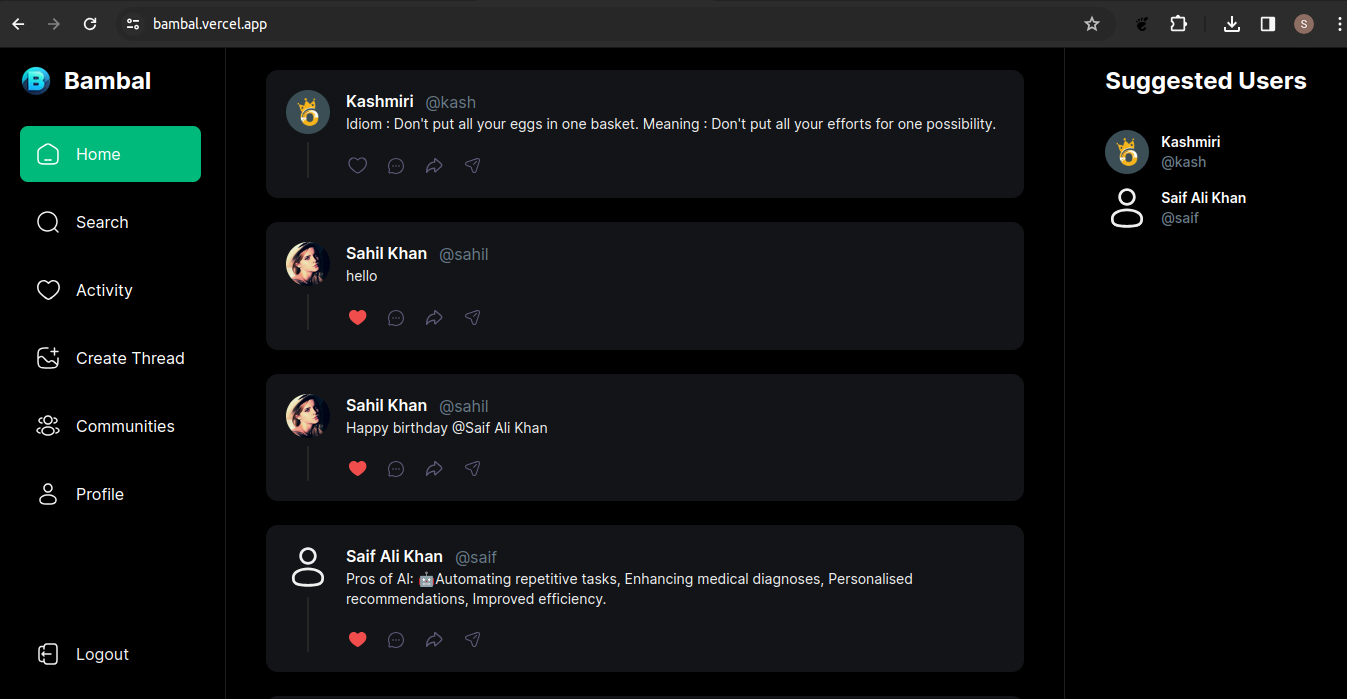 bambal.vercel.app
S
B
Bambal
Home
Search
Activity
Create Thread
Communities
Profile
Logout
Kashmiri @kash
Idiom : Don't put all your eggs in one basket. Meaning : Don't put all your efforts for one possibility.
Sahil Khan @sahil
hello
Sahil Khan @sahil
Happy birthday @Saif Ali Khan
Saif Ali Khan @saif
Pros of AI: 🤖Automating repetitive tasks, Enhancing medical diagnoses, Personalised
recommendations, Improved efficiency.
Suggested Users
Kashmiri
@kash
Saif Ali Khan
@saif